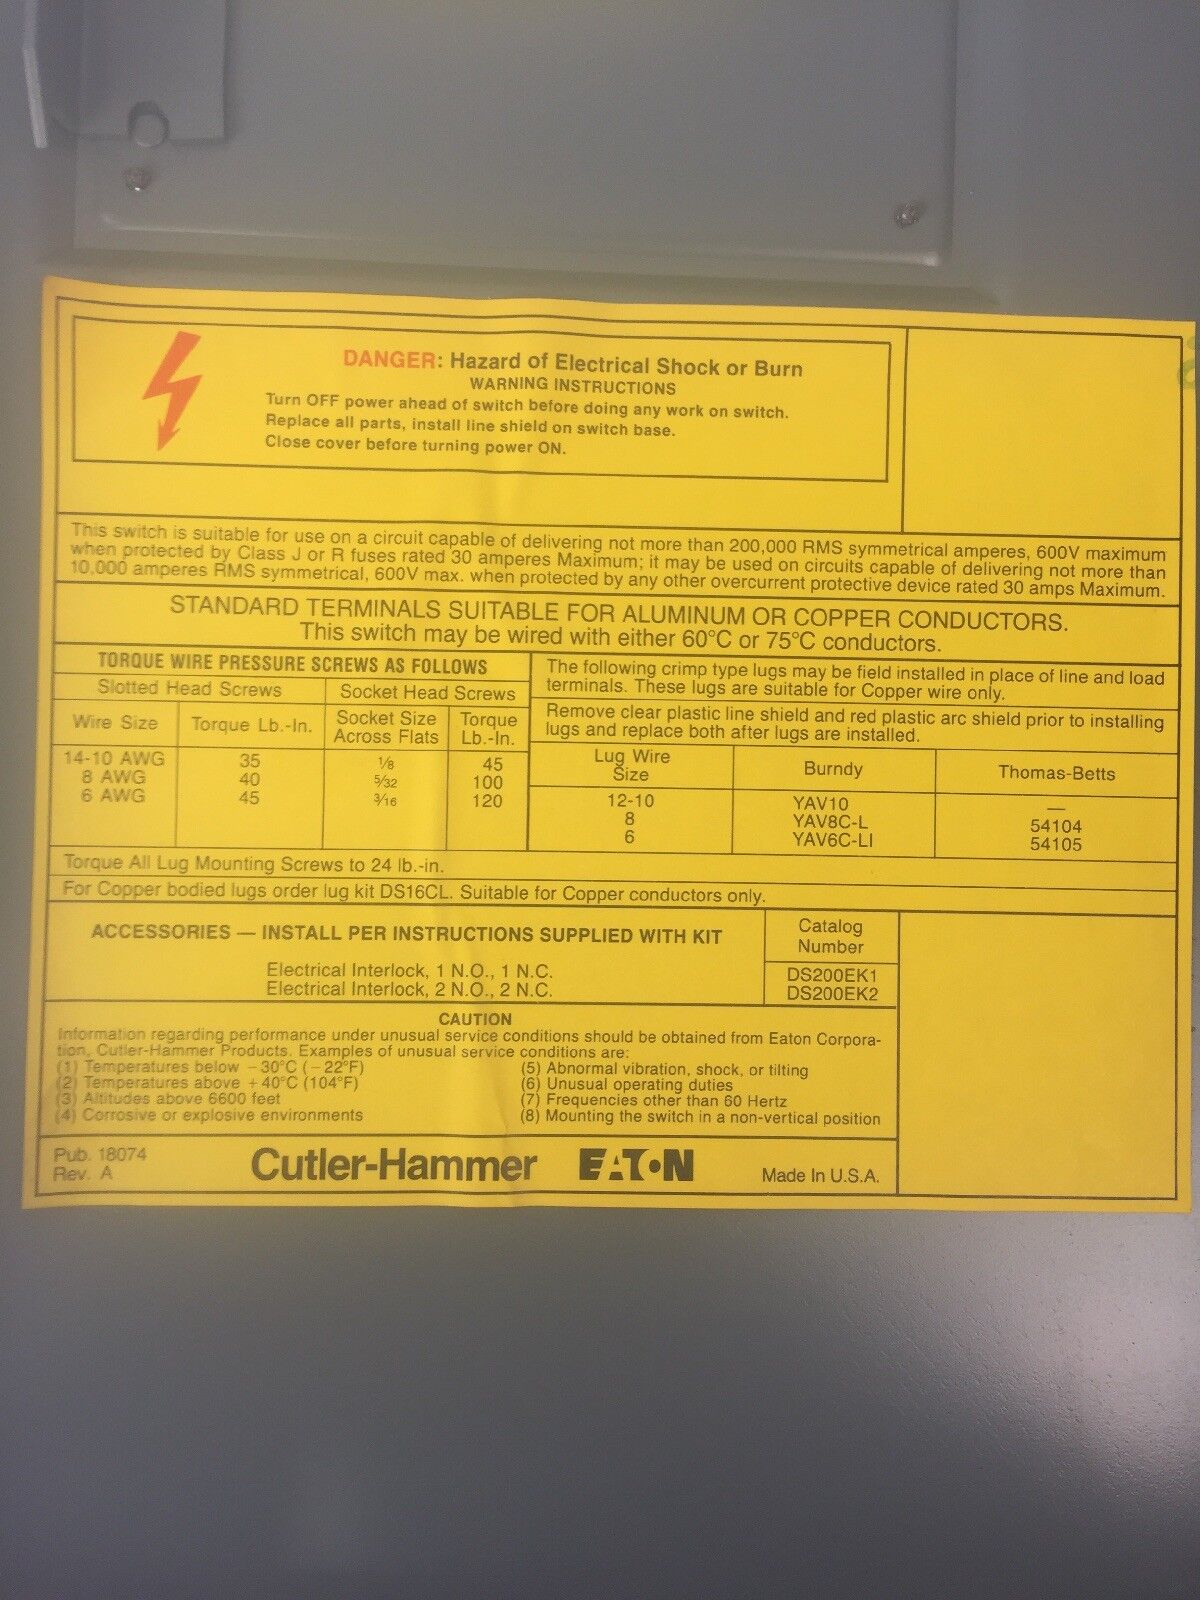 DANGER: Hazard of Electrical Shock or Burn
WARNING INSTRUCTIONS
Turn OFF power ahead of switch before doing any work on switch.
Replace all parts, install line shield on switch base.
Close cover before turning power ON.
This switch is suitable for use on a circuit capable of delivering not more than 200,000 RMS symmetrical amperes, 600V maximum
when protected by Class J or R fuses rated 30 amperes Maximum; it may be used on circuits capable of delivering not more than
10,000 amperes RMS symmetrical, 600V max. when protected by any other overcurrent protective device rated 30 amps Maximum.
STANDARD TERMINALS SUITABLE FOR ALUMINUM OR COPPER CONDUCTORS.
This switch may be wired with either 60°C or 75°C conductors.
TORQUE WIRE PRESSURE SCREWS AS FOLLOWS
Slotted Head Screws Socket Head Screws
Wire Size Torque Lb.-In. Socket Size Across Flats Torque Lb.-In.
14-10 AWG 35 1/8 45
8 AWG 40 5/32 100
6 AWG 45 3/16 120
The following crimp type lugs may be field installed in place of line and load
terminals. These lugs are suitable for Copper wire only.
Remove clear plastic line shield and red plastic arc shield prior to installing
lugs and replace both after lugs are installed.
Lug Wire Size Burndy Thomas-Betts
12-10 YAV10 —
8 YAV8C-L 54104
6 YAV6C-LI 54105
Torque All Lug Mounting Screws to 24 lb.-in.
For Copper bodied lugs order lug kit DS16CL. Suitable for Copper conductors only.
ACCESSORIES — INSTALL PER INSTRUCTIONS SUPPLIED WITH KIT
Catalog
Number
Electrical Interlock, 1 N.O., 1 N.C. DS200EK1
Electrical Interlock, 2 N.O., 2 N.C. DS200EK2
CAUTION
Information regarding performance under unusual service conditions should be obtained from Eaton Corpora-
tion, Cutler-Hammer Products. Examples of unusual service conditions are:
(1) Temperatures below −30°C (−22°F)
(2) Temperatures above +40°C (104°F)
(3) Altitudes above 6600 feet
(4) Corrosive or explosive environments
(5) Abnormal vibration, shock, or tilting
(6) Unusual operating duties
(7) Frequencies other than 60 Hertz
(8) Mounting the switch in a non-vertical position
Pub. 18074
Rev. A
Cutler-Hammer EATON
Made In U.S.A.